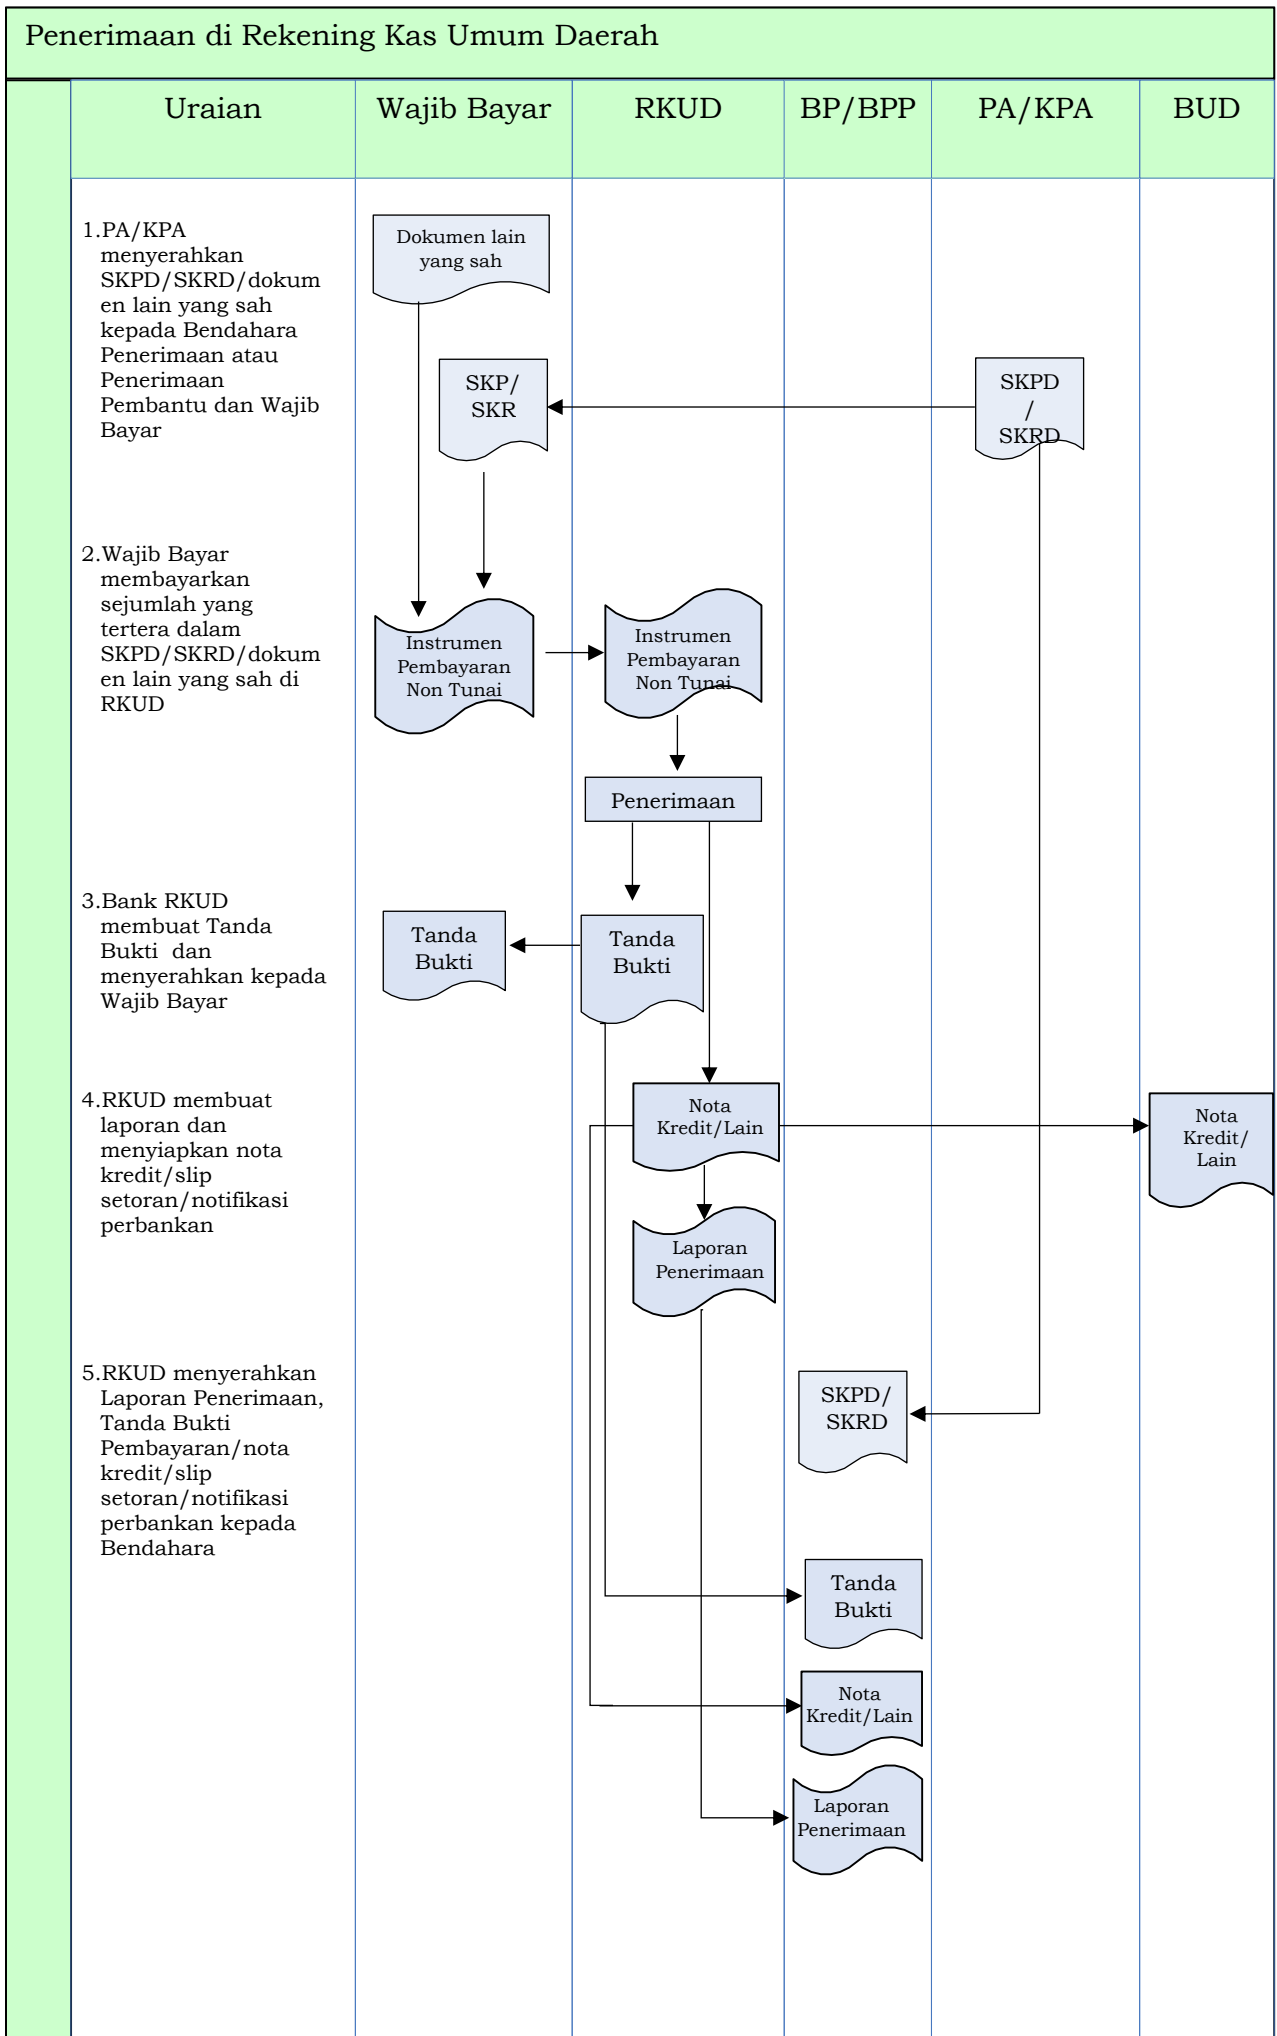 Penerimaan di Rekening Kas Umum Daerah
Uraian
Wajib Bayar
RKUD
BP/BPP
PA/KPA
BUD
1.PA/KPA
menyerahkan
SKPD/SKRD/dokum
en lain yang sah
kepada Bendahara
Penerimaan atau
Penerimaan
Pembantu dan Wajib
Bayar
Dokumen lain
yang sah
SKP/
SKR
SKPD
/
SKRD
2.Wajib Bayar
membayarkan
sejumlah yang
tertera dalam
SKPD/SKRD/dokum
en lain yang sah di
RKUD
Instrumen
Pembayaran
Non Tunai
Instrumen
Pembayaran
Non Tunai
Penerimaan
3.Bank RKUD
membuat Tanda
Bukti  dan
menyerahkan kepada
Wajib Bayar
Tanda
Bukti
Tanda
Bukti
4.RKUD membuat
laporan dan
menyiapkan nota
kredit/slip
setoran/notifikasi
perbankan
Nota
Kredit/Lain
Nota
Kredit/
Lain
Laporan
Penerimaan
5.RKUD menyerahkan
Laporan Penerimaan,
Tanda Bukti
Pembayaran/nota
kredit/slip
setoran/notifikasi
perbankan kepada
Bendahara
SKPD/
SKRD
Tanda
Bukti
Nota
Kredit/Lain
Laporan
Penerimaan